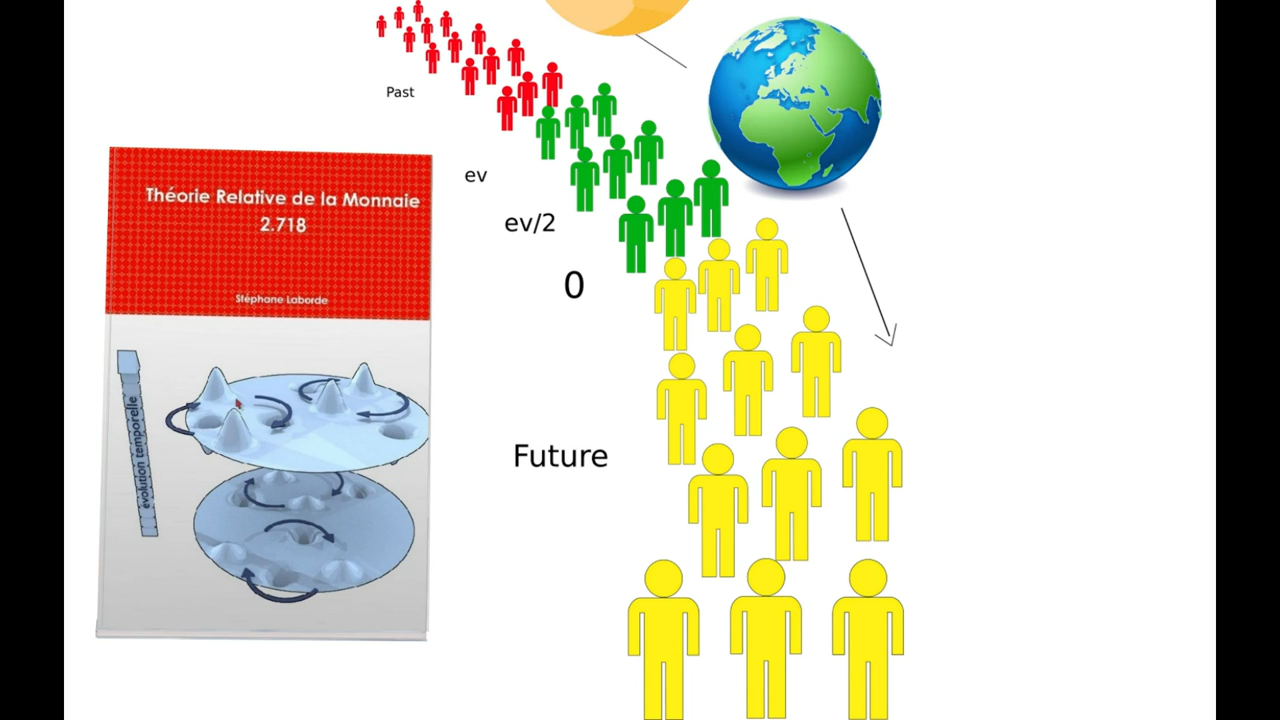 Past
ev
ev/2
0
Future
Théorie Relative de la Monnaie
2.718
Stéphane Laborde
évolution temporelle